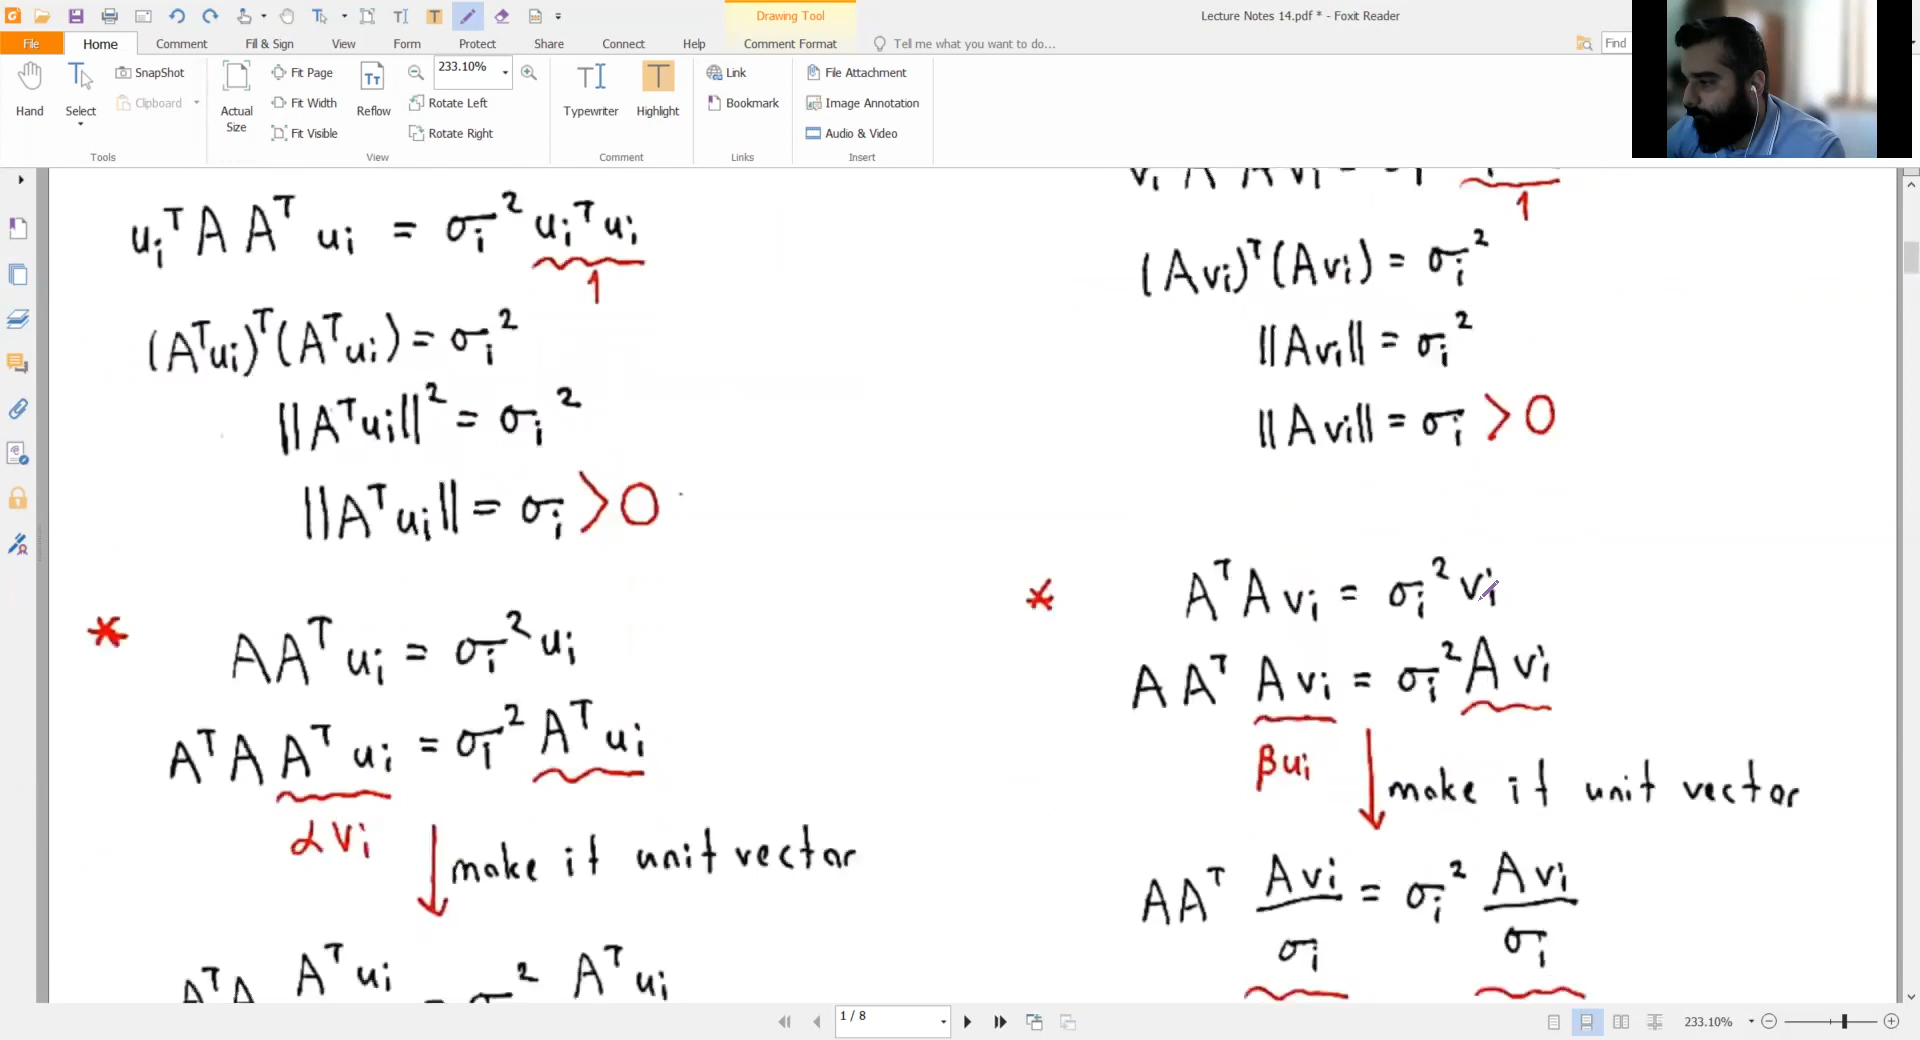 Lecture Notes 14.pdf * - Foxit Reader
Drawing Tool
File Home Comment Fill & Sign View Form Protect Share Connect Help Comment Format Tell me what you want to do... Find
Hand
Select
SnapShot
Clipboard
Tools
Actual Size
Fit Page
Fit Width
Fit Visible
Reflow
233.10%
Rotate Left
Rotate Right
View
Typewriter
Highlight
Comment
Link
Bookmark
Links
File Attachment
Image Annotation
Audio & Video
Insert
uᵢᵀ A Aᵀ uᵢ = σᵢ² uᵢᵀ uᵢ
1
(Aᵀuᵢ)ᵀ(Aᵀuᵢ) = σᵢ²
||Aᵀuᵢ||² = σᵢ²
||Aᵀuᵢ|| = σᵢ > 0
* AAᵀ uᵢ = σᵢ² uᵢ
AᵀA Aᵀ uᵢ = σᵢ² Aᵀ uᵢ
αvᵢ
make it unit vector
Aᵀuᵢ = σᵢ² Aᵀuᵢ
1
(Avᵢ)ᵀ(Avᵢ) = σᵢ²
||Avᵢ|| = σᵢ²
||Avᵢ|| = σᵢ > 0
* AᵀA vᵢ = σᵢ² vᵢ
AAᵀ Avᵢ = σᵢ² Avᵢ
βuᵢ
make it unit vector
AAᵀ Avᵢ = σᵢ² Avᵢ
σᵢ σᵢ
1 / 8
233.10%